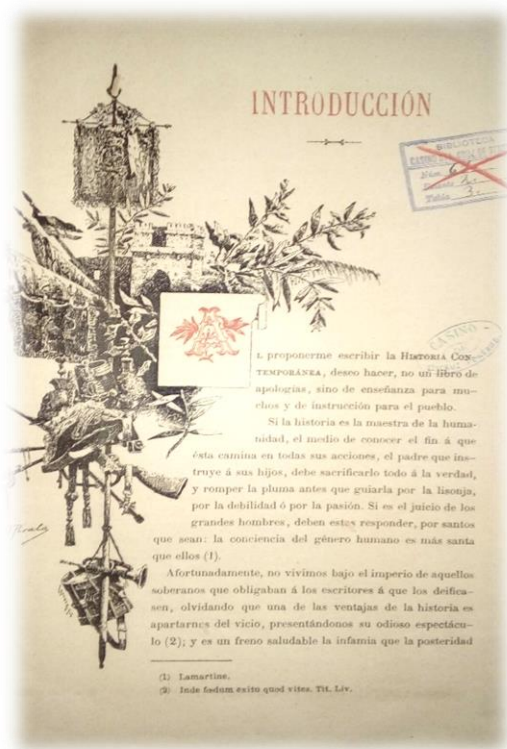 INTRODUCCIÓN
BIBLIOTECA
Núm.
Estante
Tabla 3.
CASINO
A
L proponerme escribir la HISTORIA CON-
TEMPORÁNEA, deseo hacer, no un libro de
apologías, sino de enseñanza para mu-
chos y de instrucción para el pueblo.
Si la historia es la maestra de la huma-
nidad, el medio de conocer el fin á que
ésta camina en todas sus acciones, el padre que ins-
truye á sus hijos, debe sacrificarlo todo á la verdad,
y romper la pluma antes que guiarla por la lisonja,
por la debilidad ó por la pasión. Si es el juicio de los
grandes hombres, deben estos responder, por santos
que sean: la conciencia del género humano es más santa
que ellos (1).
Afortunadamente, no vivimos bajo el imperio de aquellos
soberanos que obligaban á los escritores á que los deifica-
sen, olvidando que una de las ventajas de la historia es
apartarnos del vicio, presentándonos su odioso espectácu-
lo (2); y es un freno saludable la infamia que la posteridad
(1) Lamartine.
(2) Inde fœdum exitu quod vites. Tit. Liv.